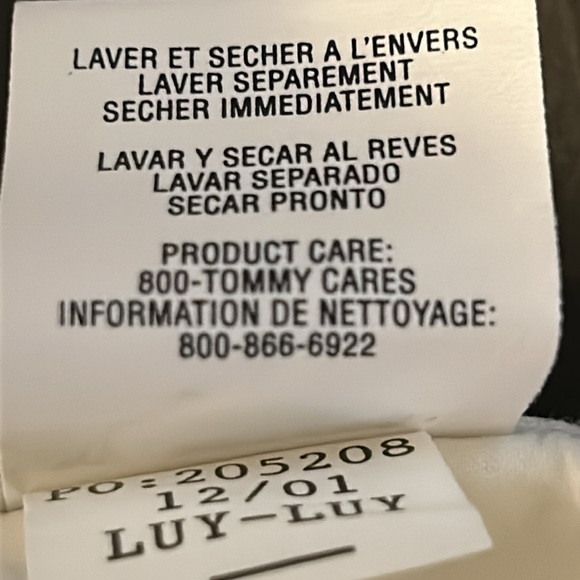 LAVER ET SECHER A L'ENVERS
LAVER SEPAREMENT
SECHER IMMEDIATEMENT
LAVAR Y SECAR AL REVES
LAVAR SEPARADO
SECAR PRONTO
PRODUCT CARE:
800-TOMMY CARES
INFORMATION DE NETTOYAGE:
800-866-6922
PO:205208
12/01
LUY-LUY